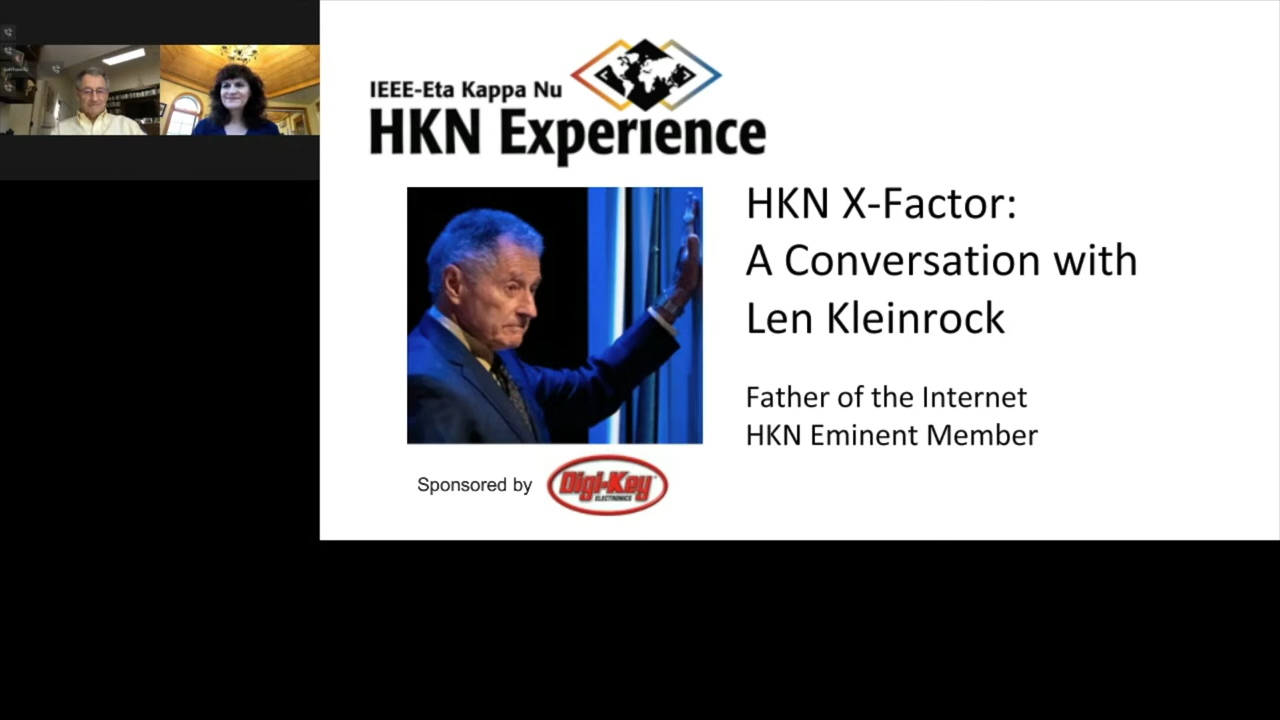 IEEE-Eta Kappa Nu
HKN Experience
HKN X-Factor:
A Conversation with
Len Kleinrock
Father of the Internet
HKN Eminent Member
Sponsored by
Digi-Key
ELECTRONICS